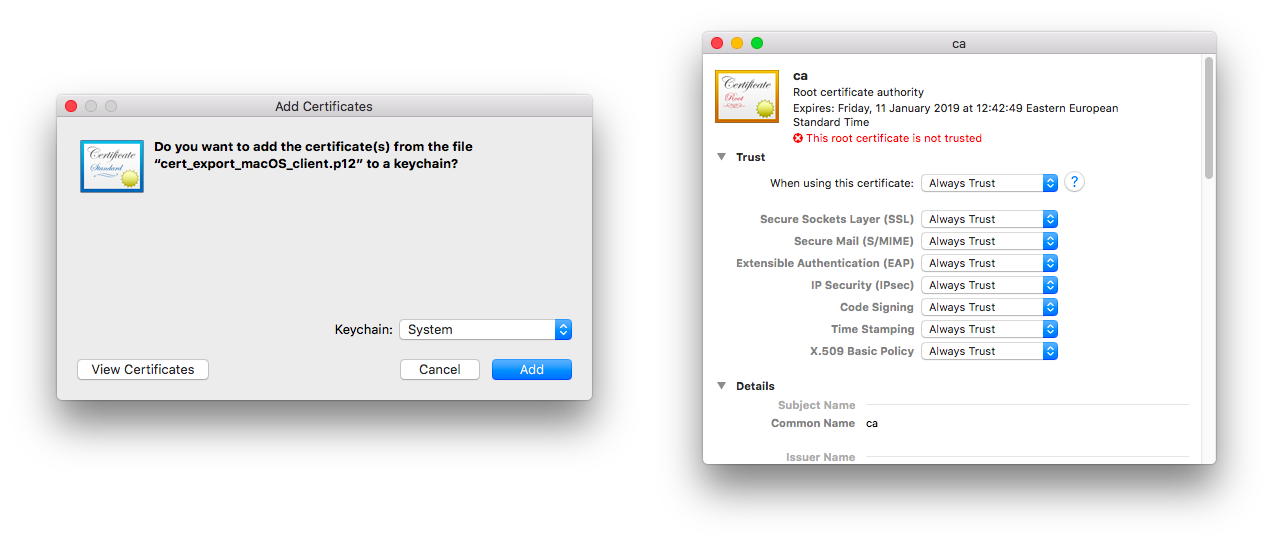 Add Certificates
Certificate
Standard
Do you want to add the certificate(s) from the file
“cert_export_macOS_client.p12” to a keychain?
Keychain: System
View Certificates Cancel Add
ca
Certificate
Root
ca
Root certificate authority
Expires: Friday, 11 January 2019 at 12:42:49 Eastern European
Standard Time
This root certificate is not trusted
Trust
When using this certificate: Always Trust ?
Secure Sockets Layer (SSL) Always Trust
Secure Mail (S/MIME) Always Trust
Extensible Authentication (EAP) Always Trust
IP Security (IPsec) Always Trust
Code Signing Always Trust
Time Stamping Always Trust
X.509 Basic Policy Always Trust
Details
Subject Name
Common Name ca
Issuer Name